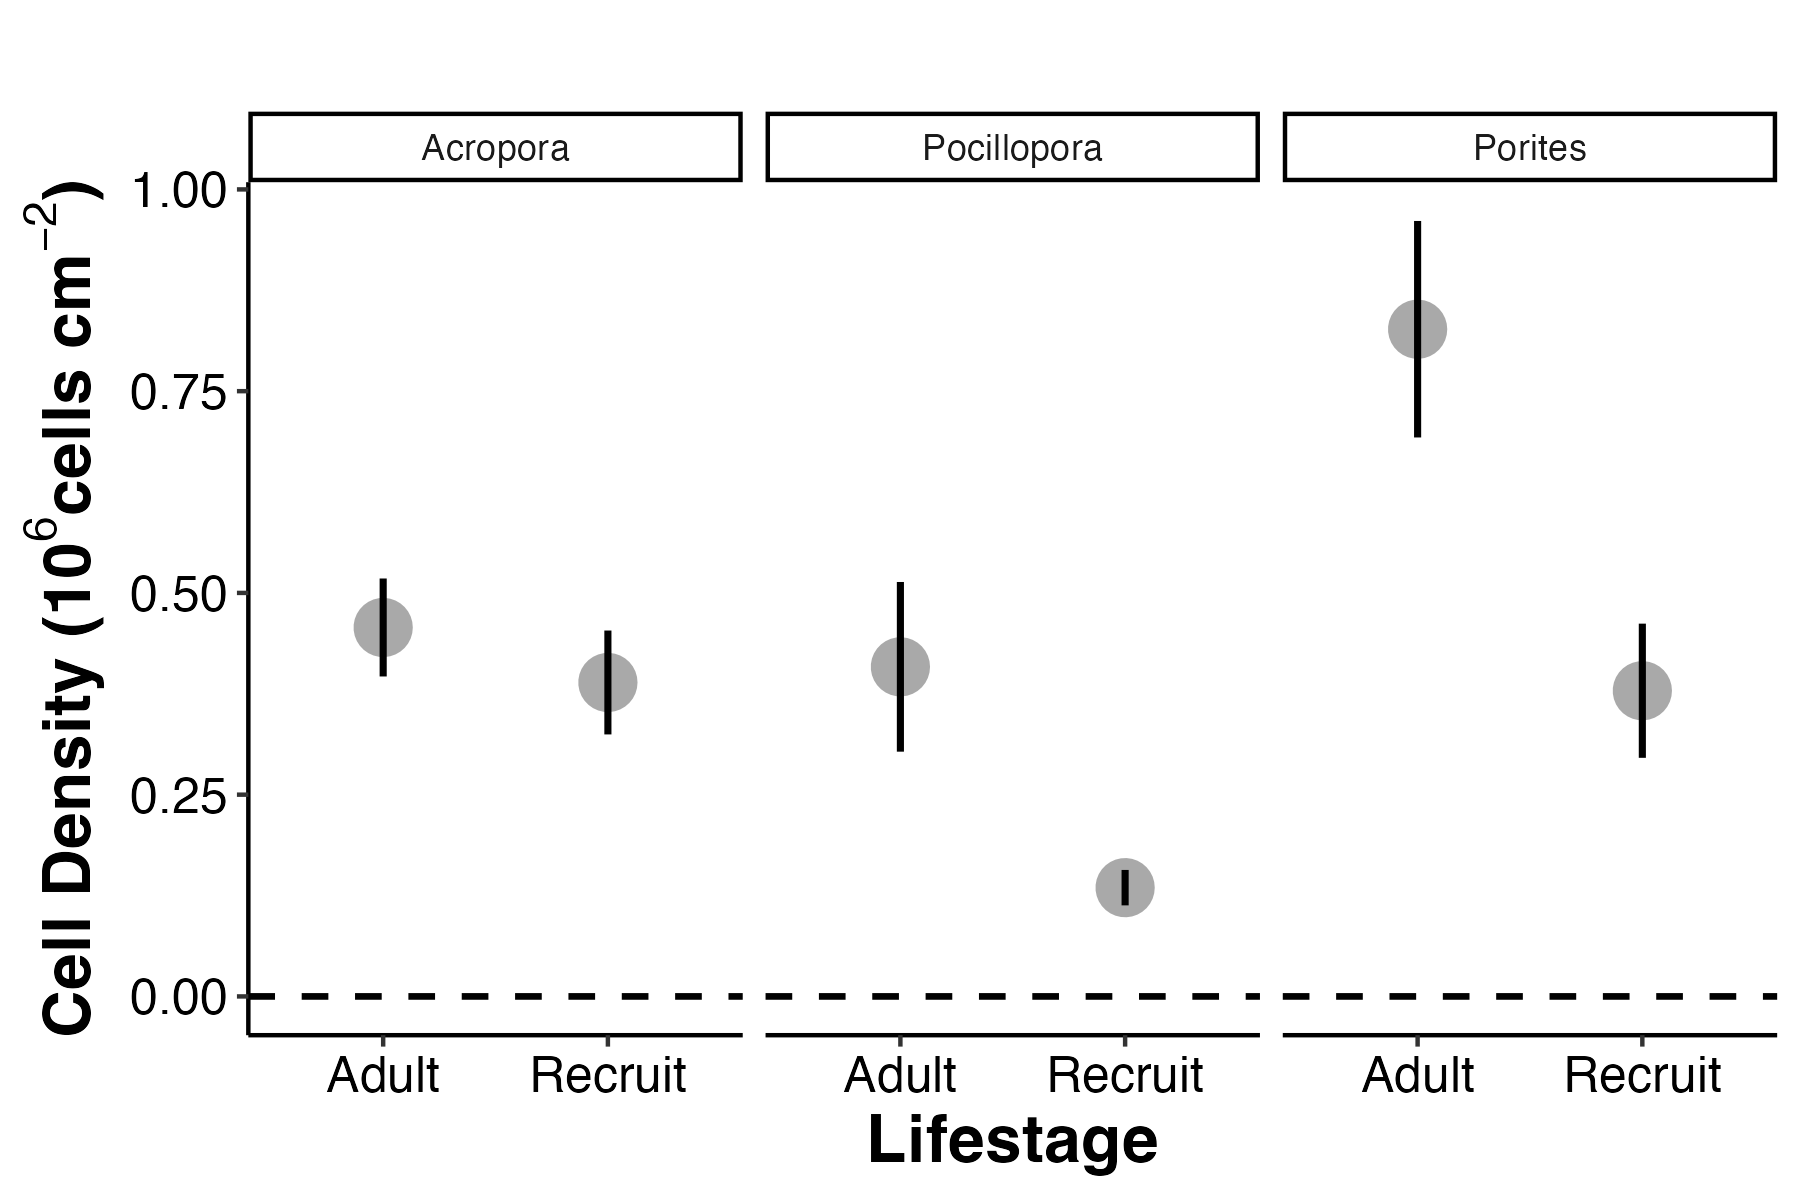 Acropora
Pocillopora
Porites
Cell Density (10⁶cells cm⁻²)
1.00
0.75
0.50
0.25
0.00
Adult Recruit Adult Recruit Adult Recruit
Lifestage